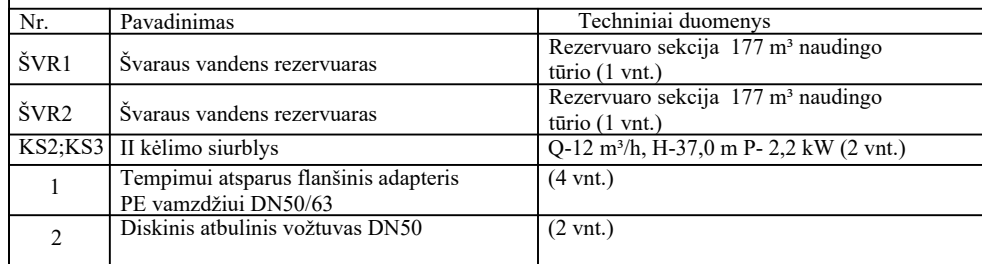 Nr. Pavadinimas Techniniai duomenys
ŠVR1 Švaraus vandens rezervuaras Rezervuaro sekcija 177 m³ naudingo
tūrio (1 vnt.)
ŠVR2 Švaraus vandens rezervuaras Rezervuaro sekcija 177 m³ naudingo
tūrio (1 vnt.)
KS2;KS3 II kėlimo siurblys Q-12 m³/h, H-37,0 m P- 2,2 kW (2 vnt.)
1 Tempimui atsparus flanšinis adapteris (4 vnt.)
PE vamzdžiui DN50/63
2 Diskinis atbulinis vožtuvas DN50 (2 vnt.)